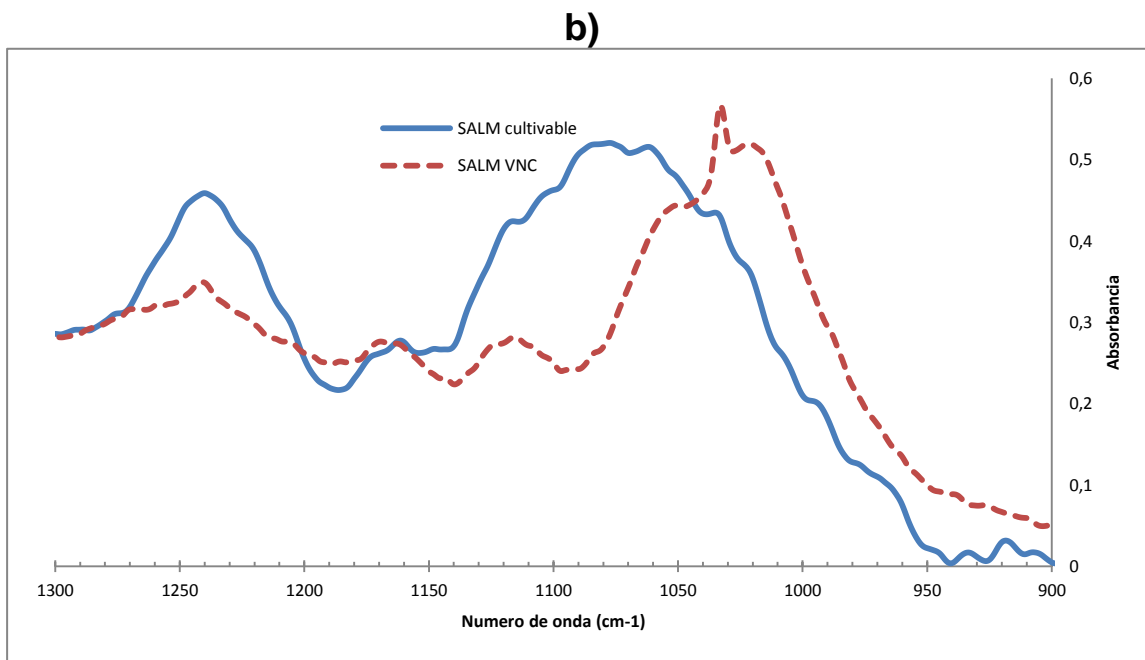 b)
SALM cultivable
SALM VNC
0,6
0,5
0,4
0,3
0,2
0,1
0
Absorbancia
1300 1250 1200 1150 1100 1050 1000 950 900
Numero de onda (cm-1)